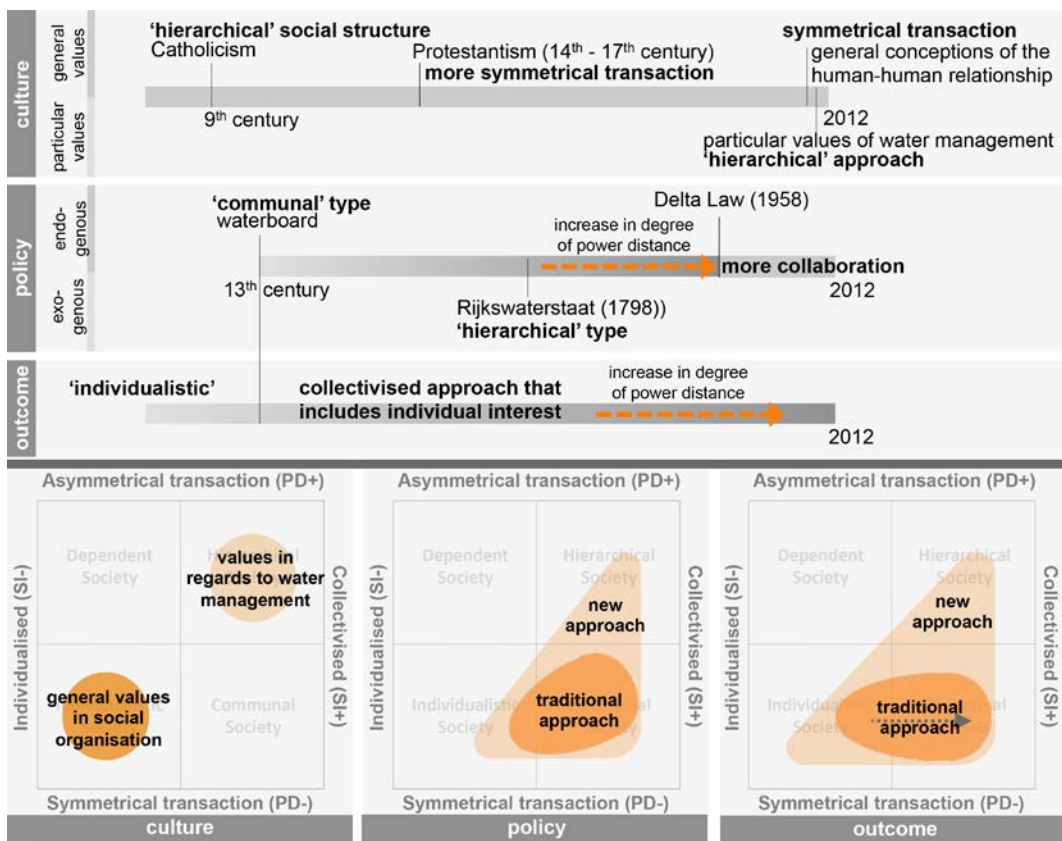 culture
general
values
particular
values
‘hierarchical’ social structure
Catholicism
Protestantism (14th - 17th century)
more symmetrical transaction
symmetrical transaction
general conceptions of the
human-human relationship
9th century
2012
particular values of water management
‘hierarchical’ approach
policy
endo-
genous
exo-
genous
‘communal’ type
waterboard
increase in degree
of power distance
Delta Law (1958)
more collaboration
13th century
2012
Rijkswaterstaat (1798))
‘hierarchical’ type
outcome
‘individualistic’
collectivised approach that
includes individual interest
increase in degree
of power distance
2012
Asymmetrical transaction (PD+)
Individualised (SI-)
Dependent
Society
values in
regards to water
management
general values
in social
organisation
Communal
Society
Collectivised (SI+)
Symmetrical transaction (PD-)
culture
Asymmetrical transaction (PD+)
Individualised (SI-)
Dependent
Society
Hierarchical
Society
new
approach
Individualistic
Society
traditional
approach
Collectivised (SI+)
Symmetrical transaction (PD-)
policy
Asymmetrical transaction (PD+)
Individualised (SI-)
Dependent
Society
Hierarchical
Society
new
approach
traditional
approach
Collectivised (SI+)
Symmetrical transaction (PD-)
outcome